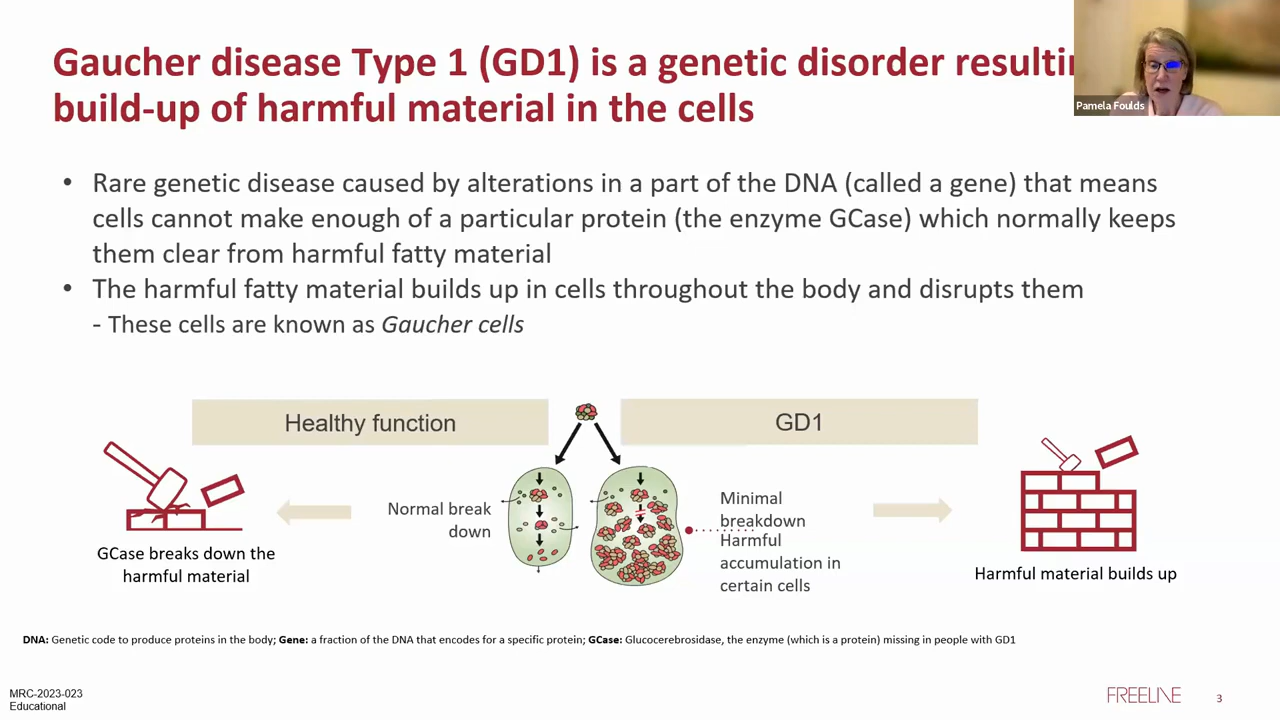 Gaucher disease Type 1 (GD1) is a genetic disorder
build-up of harmful material in the cells
Pamela Foulds
• Rare genetic disease caused by alterations in a part of the DNA (called a gene) that means
cells cannot make enough of a particular protein (the enzyme GCase) which normally keeps
them clear from harmful fatty material
• The harmful fatty material builds up in cells throughout the body and disrupts them
- These cells are known as Gaucher cells
Healthy function
GD1
Normal break
down
Minimal
breakdown
Harmful
accumulation in
certain cells
GCase breaks down the
harmful material
Harmful material builds up
DNA: Genetic code to produce proteins in the body; Gene: a fraction of the DNA that encodes for a specific protein; GCase: Glucocerebrosidase, the enzyme (which is a protein) missing in people with GD1
MRC-2023-023
Educational
FREELINE
3